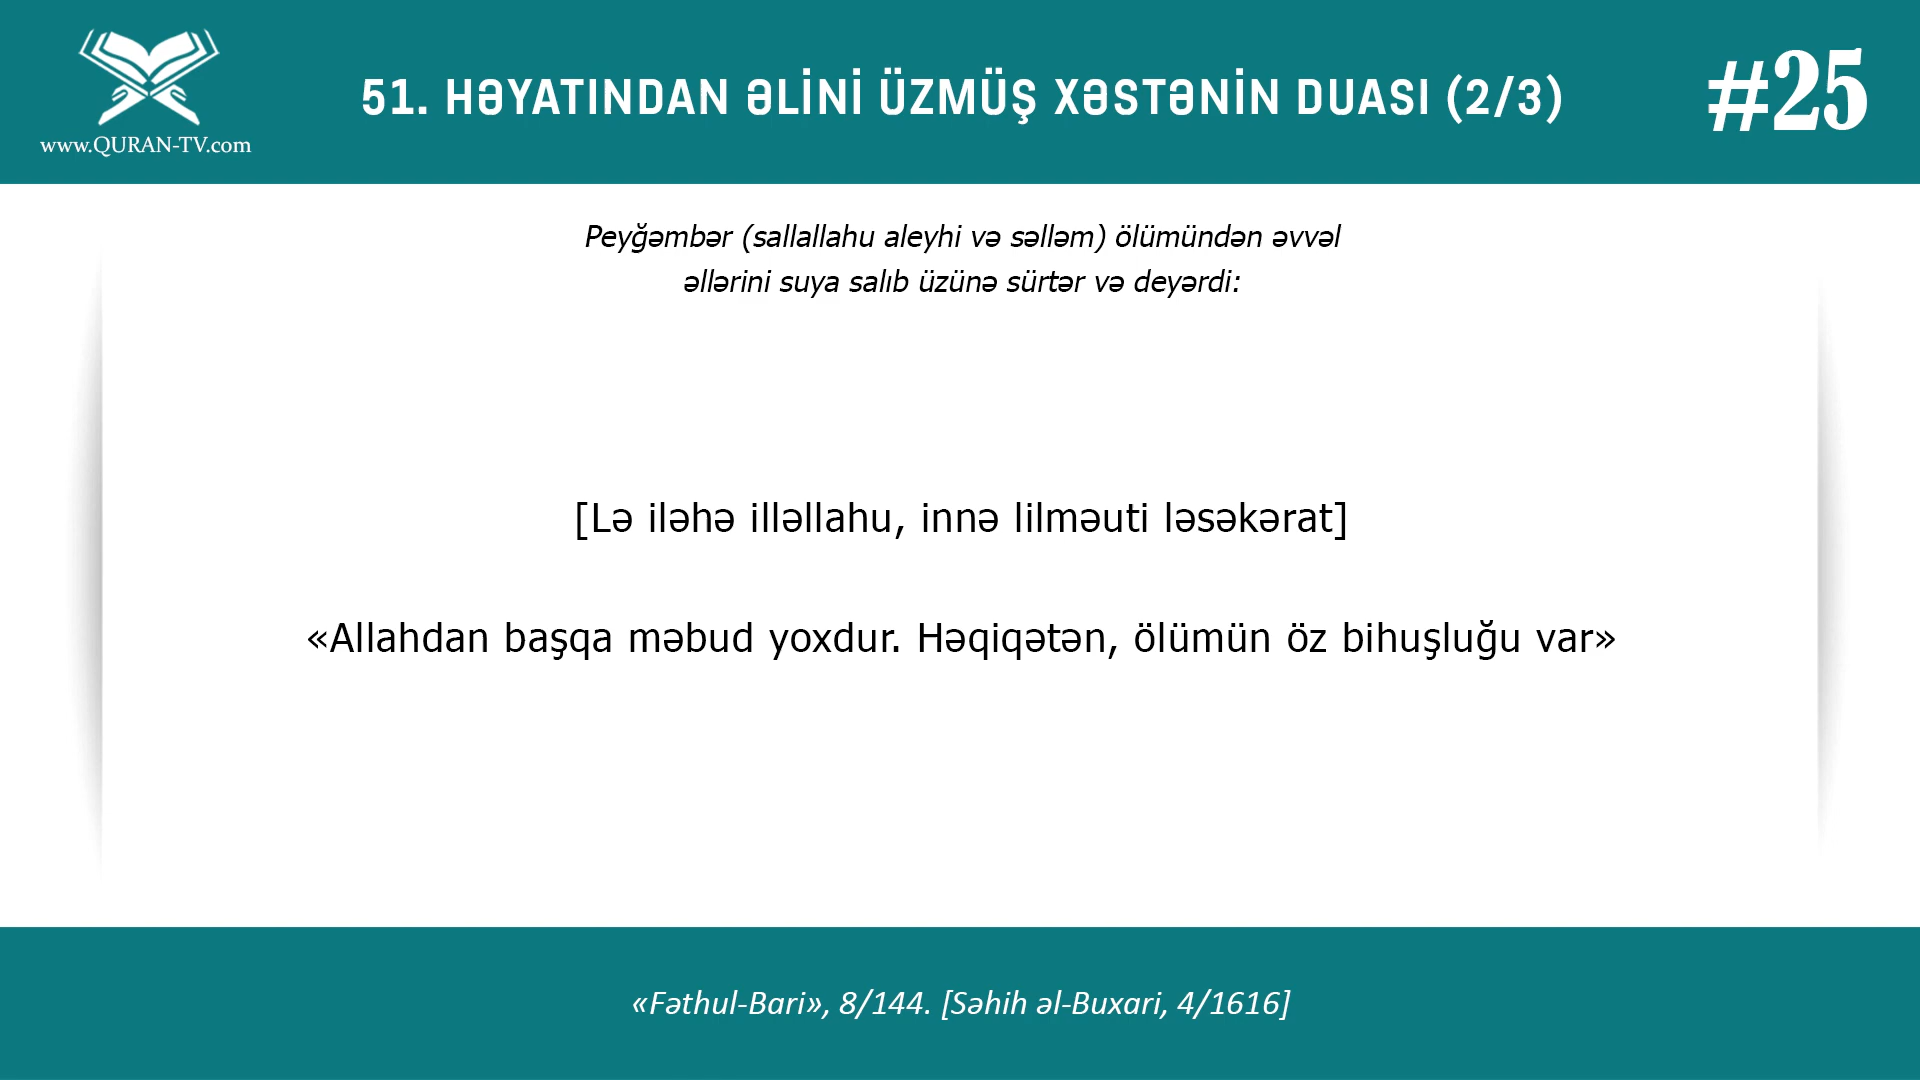 www.QURAN-TV.com
51. HƏYATINDAN ƏLİNİ ÜZMÜŞ XƏSTƏNİN DUASI (2/3)
#25
Peyğəmbər (sallallahu aleyhi və səlləm) ölümündən əvvəl
əllərini suya salıb üzünə sürtər və deyərdi:
[Lə iləhə illəllahu, innə lilməuti ləsəkərat]
«Allahdan başqa məbud yoxdur. Həqiqətən, ölümün öz bihuşluğu var»
«Fəthul-Bari», 8/144. [Səhih əl-Buxari, 4/1616]